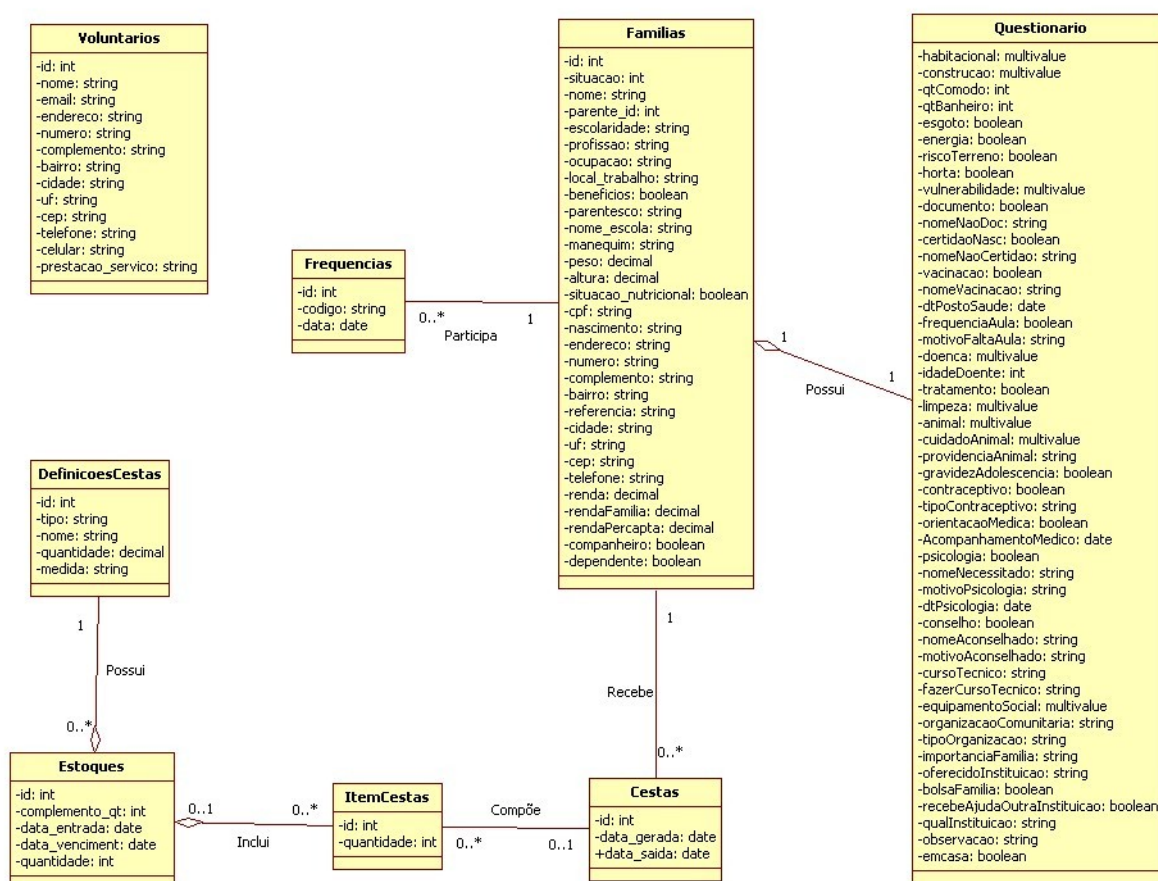 Voluntarios
-id: int
-nome: string
-email: string
-endereco: string
-numero: string
-complemento: string
-bairro: string
-cidade: string
-uf: string
-cep: string
-telefone: string
-celular: string
-prestacao_servico: string
Familias
-id: int
-situacao: int
-nome: string
-parente_id: int
-escolaridade: string
-profissao: string
-ocupacao: string
-local_trabalho: string
-beneficios: boolean
-parentesco: string
-nome_escola: string
-manequim: string
-peso: decimal
-altura: decimal
-situacao_nutricional: boolean
-cpf: string
-nascimento: string
-endereco: string
-numero: string
-complemento: string
-bairro: string
-referencia: string
-cidade: string
-uf: string
-cep: string
-telefone: string
-renda: decimal
-rendaFamilia: decimal
-rendaPercapta: decimal
-companheiro: boolean
-dependente: boolean
Questionario
-habitacional: multivalue
-construcao: multivalue
-qtComodo: int
-qtBanheiro: int
-esgoto: boolean
-energia: boolean
-riscoTerreno: boolean
-horta: boolean
-vulnerabilidade: multivalue
-documento: boolean
-nomeNaoDoc: string
-certidaoNasc: boolean
-nomeNaoCertidao: string
-vacinacao: boolean
-nomeVacinacao: string
-dtPostoSaude: date
-frequenciaAula: boolean
-motivoFaltaAula: string
-doenca: multivalue
-idadeDoente: int
-tratamento: boolean
-limpeza: multivalue
-animal: multivalue
-cuidadoAnimal: multivalue
-providenciaAnimal: string
-gravidezAdolescencia: boolean
-contraceptivo: boolean
-tipoContraceptivo: string
-orientacaoMedica: boolean
-AcompanhamentoMedico: date
-psicologia: boolean
-nomeNecessitado: string
-motivoPsicologia: string
-dtPsicologia: date
-conselho: boolean
-nomeAconselhado: string
-motivoAconselhado: string
-cursoTecnico: string
-fazerCursoTecnico: string
-equipamentoSocial: multivalue
-organizacaoComunitaria: string
-tipoOrganizacao: string
-importanciaFamilia: string
-oferecidoInstituicao: string
-bolsaFamilia: boolean
-recebeAjudaOutraInstituicao: boolean
-qualInstituicao: string
-observacao: string
-emcasa: boolean
Frequencias
-id: int
-codigo: string
-data: date
0..*
1
Participa
1
1
Possui
DefinicoesCestas
-id: int
-tipo: string
-nome: string
-quantidade: decimal
-medida: string
1
Possui
0..*
1
Recebe
0..*
Estoques
-id: int
-complemento_qt: int
-data_entrada: date
-data_venciment: date
-quantidade: int
0..1
0..*
Inclui
ItemCestas
-id: int
-quantidade: int
Compõe
0..*
0..1
Cestas
-id: int
-data_gerada: date
+data_saida: date